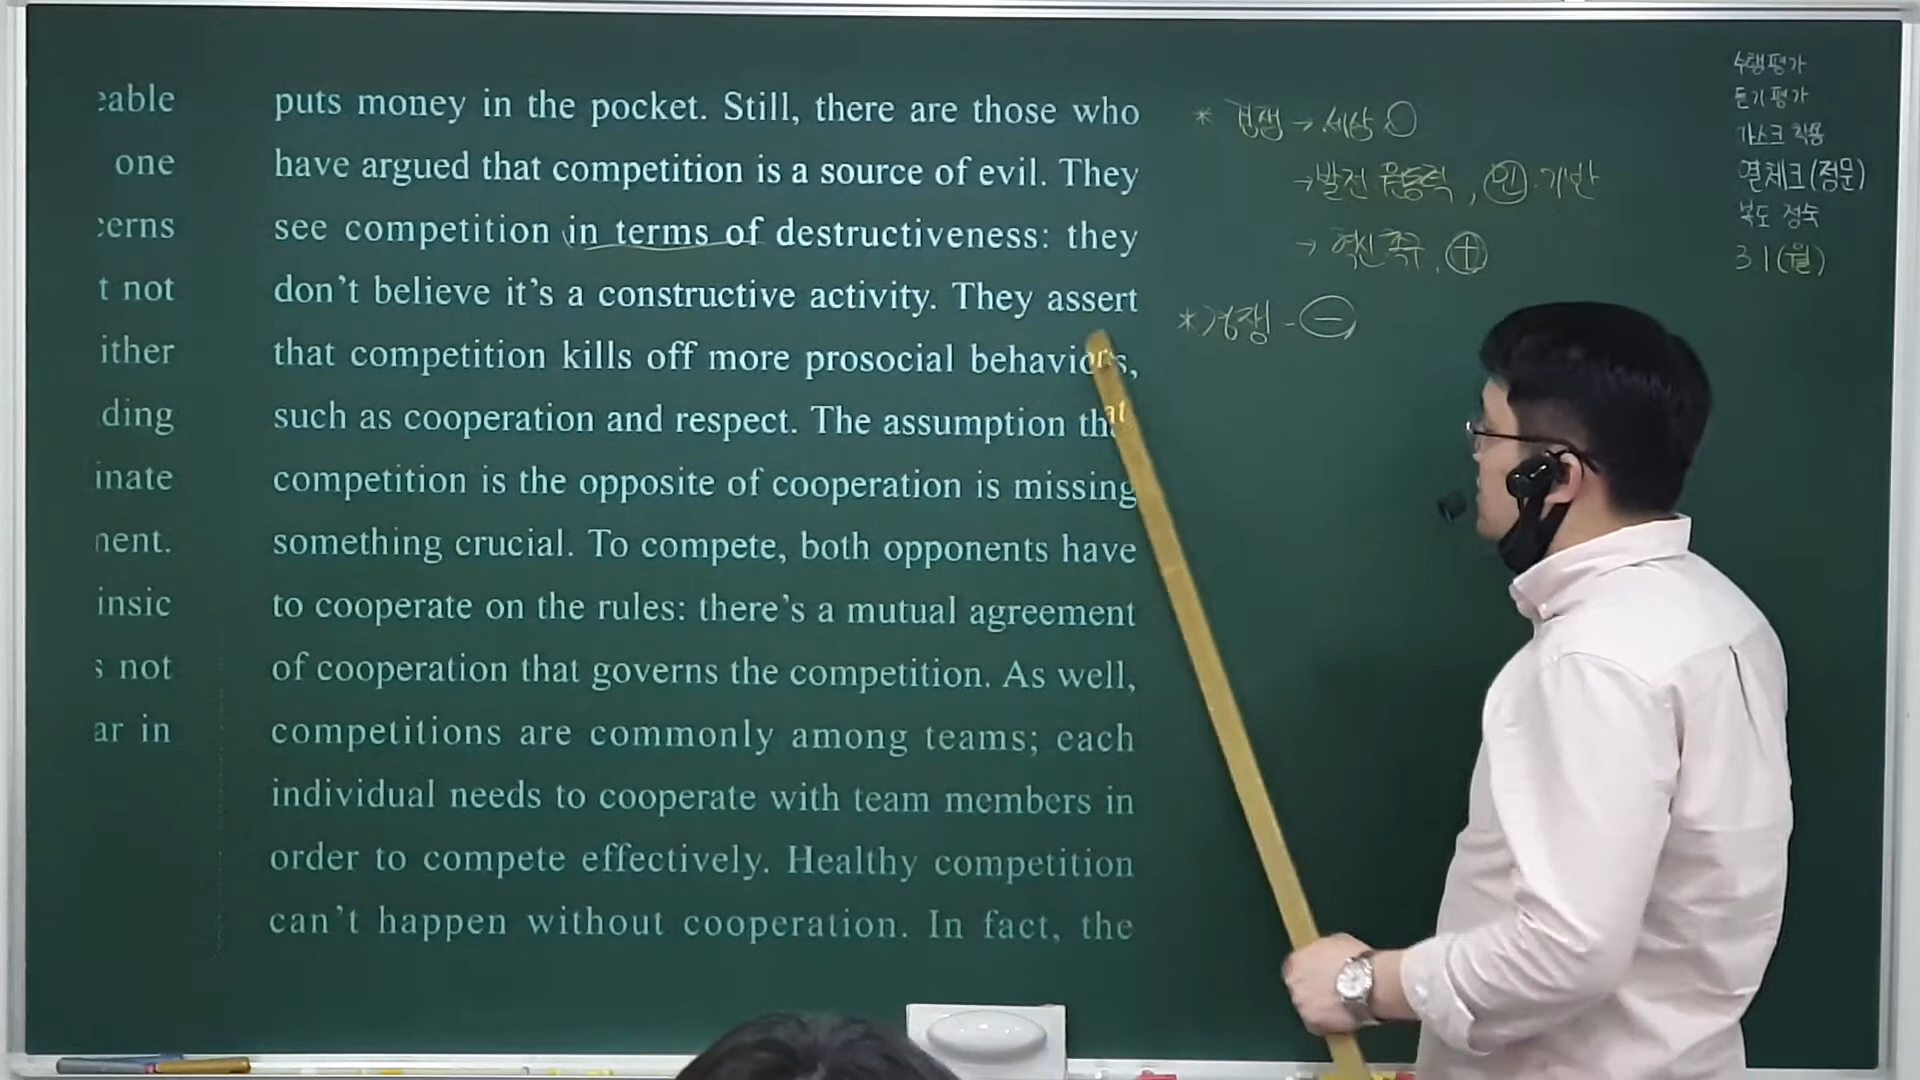 eable
one
cerns
t not
ither
ding
inate
nent.
insic
s not
ar in
puts money in the pocket. Still, there are those who
have argued that competition is a source of evil. They
see competition in terms of destructiveness: they
don't believe it's a constructive activity. They assert
that competition kills off more prosocial behaviors,
such as cooperation and respect. The assumption that
competition is the opposite of cooperation is missing
something crucial. To compete, both opponents have
to cooperate on the rules: there's a mutual agreement
of cooperation that governs the competition. As well,
competitions are commonly among teams; each
individual needs to cooperate with team members in
order to compete effectively. Healthy competition
can't happen without cooperation. In fact, the
* 경쟁 → 세상
→ 발전 원동력, 인 기반
→ 혁신 촉구. +
* 경쟁 - −
수행평가
듣기평가
마스크 착용
열체크(정문)
복도 정숙
31(월)